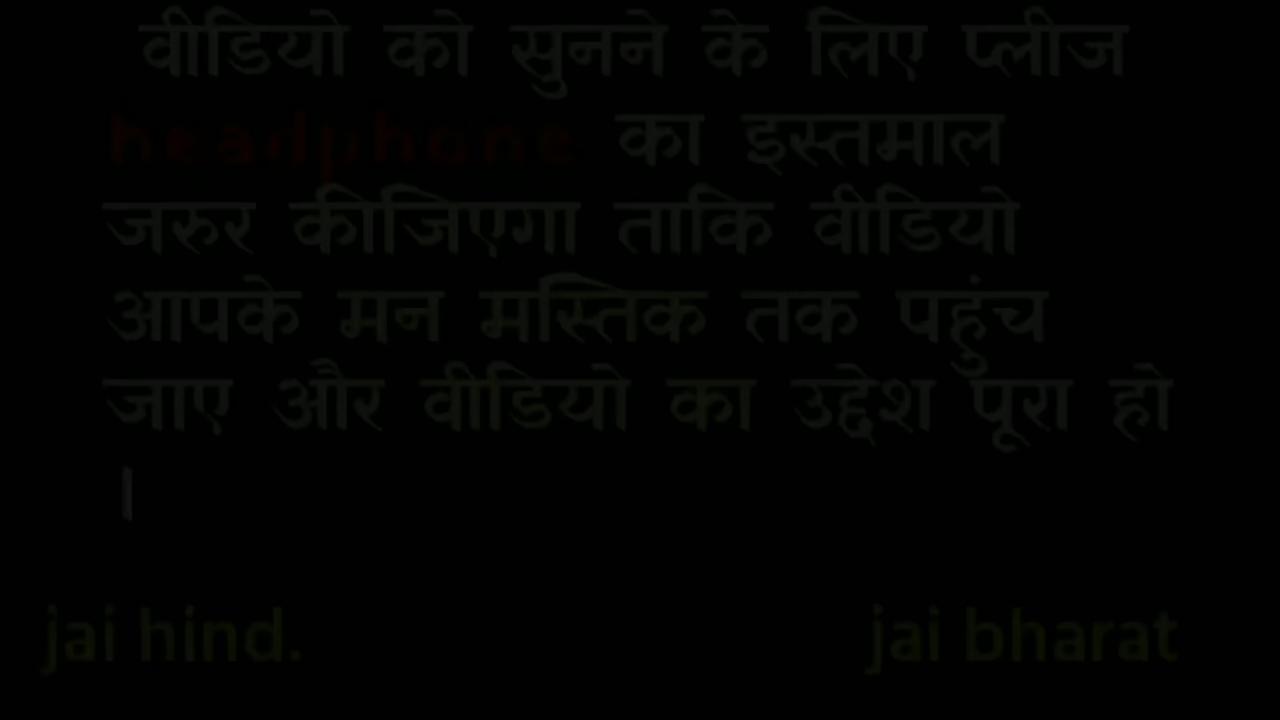 वीडियो को सुनने के लिए प्लीज
headphone का इस्तमाल
जरुर कीजिएगा ताकि वीडियो
आपके मन मस्तिक तक पहुंच
जाए और वीडियो का उद्देश पूरा हो
।
jai hind. jai bharat